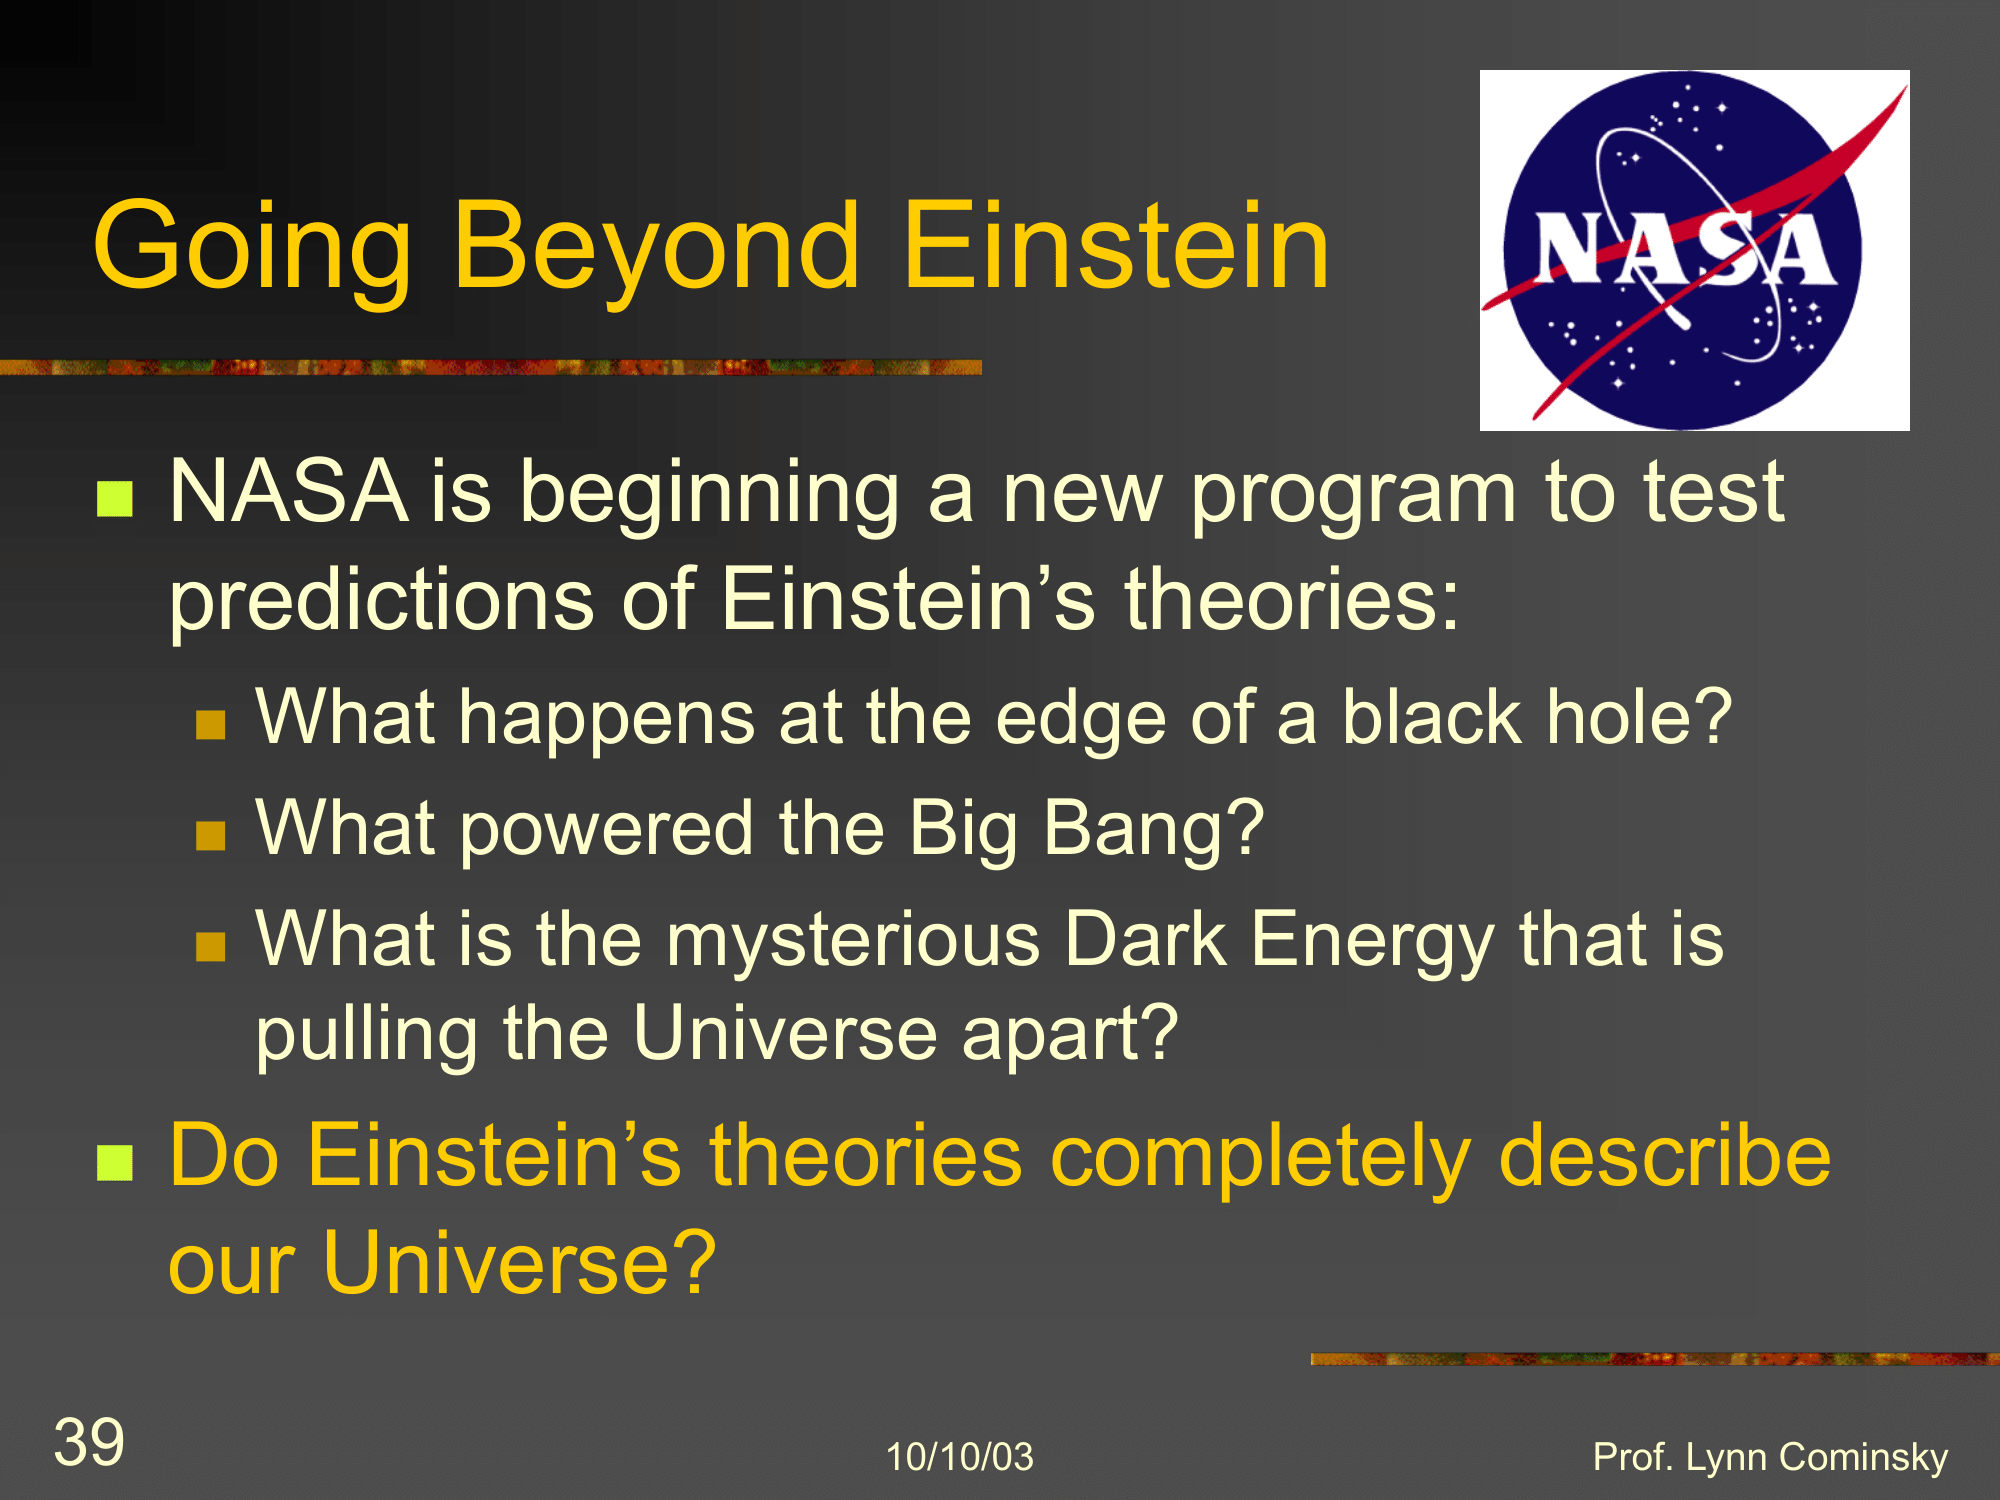 Going Beyond Einstein
NASA
NASA is beginning a new program to test
predictions of Einstein’s theories:
What happens at the edge of a black hole?
What powered the Big Bang?
What is the mysterious Dark Energy that is
pulling the Universe apart?
Do Einstein’s theories completely describe
our Universe?
39
10/10/03
Prof. Lynn Cominsky